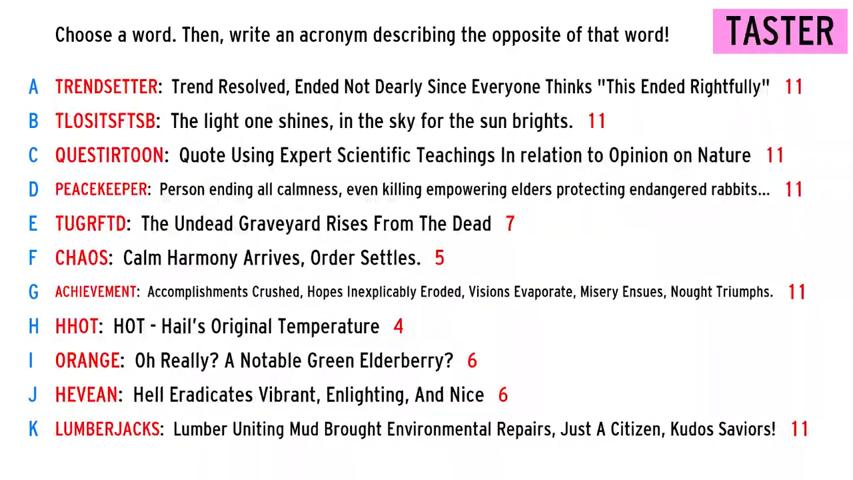 Choose a word. Then, write an acronym describing the opposite of that word!
TASTER
A TRENDSETTER: Trend Resolved, Ended Not Dearly Since Everyone Thinks "This Ended Rightfully" 11
B TLOSITSFTSB: The light one shines, in the sky for the sun brights. 11
C QUESTIRTOON: Quote Using Expert Scientific Teachings In relation to Opinion on Nature 11
D PEACEKEEPER: Person ending all calmness, even killing empowering elders protecting endangered rabbits... 11
E TUGRFTD: The Undead Graveyard Rises From The Dead 7
F CHAOS: Calm Harmony Arrives, Order Settles. 5
G ACHIEVEMENT: Accomplishments Crushed, Hopes Inexplicably Eroded, Visions Evaporate, Misery Ensues, Nought Triumphs. 11
H HHOT: HOT - Hail's Original Temperature 4
I ORANGE: Oh Really? A Notable Green Elderberry? 6
J HEVEAN: Hell Eradicates Vibrant, Enlighting, And Nice 6
K LUMBERJACKS: Lumber Uniting Mud Brought Environmental Repairs, Just A Citizen, Kudos Saviors! 11